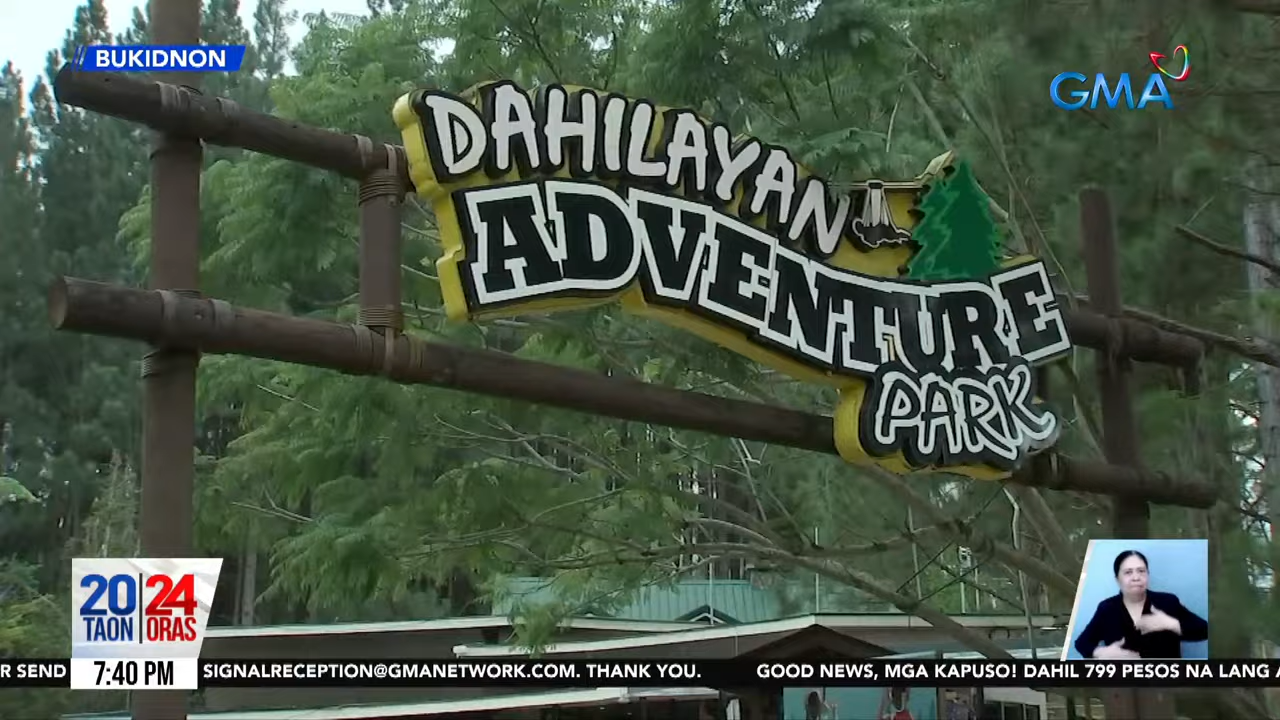 BUKIDNON
GMA
DAHILAYAN
ADVENTURE
PARK
20 24
TAON ORAS
7:40 PM
R SEND SIGNALRECEPTION@GMANETWORK.COM. THANK YOU. GOOD NEWS, MGA KAPUSO! DAHIL 799 PESOS NA LANG A